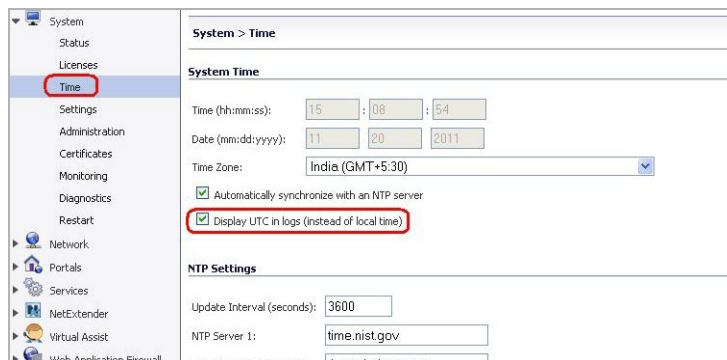 System
Status
Licenses
Time
Settings
Administration
Certificates
Monitoring
Diagnostics
Restart
Network
Portals
Services
NetExtender
Virtual Assist
Web Application Firewall
System > Time
System Time
Time (hh:mm:ss): 15 : 08 : 54
Date (mm:dd:yyyy): 11 20 2011
Time Zone: India (GMT+5:30)
Automatically synchronize with an NTP server
Display UTC in logs (instead of local time)
NTP Settings
Update Interval (seconds): 3600
NTP Server 1: time.nist.gov